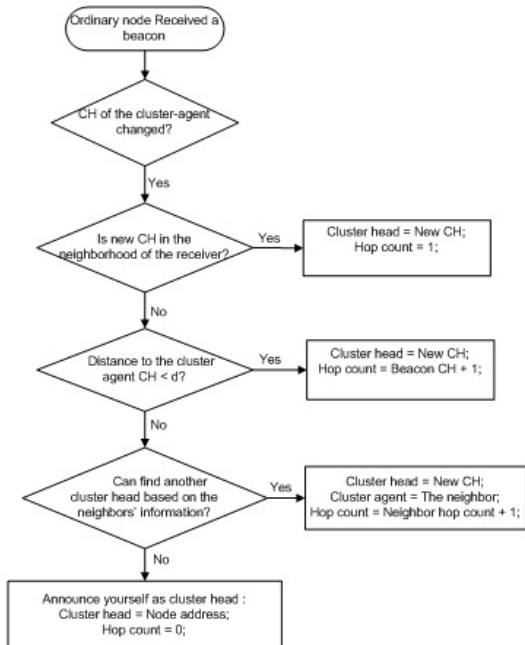 Ordinary node Received a
beacon
CH of the cluster-agent
changed?
Yes
Is new CH in the
neighborhood of the receiver?
Yes
Cluster head = New CH;
Hop count = 1;
No
Distance to the cluster
agent CH < d?
Yes
Cluster head = New CH;
Hop count = Beacon CH + 1;
No
Can find another
cluster head based on the
neighbors' information?
Yes
Cluster head = New CH;
Cluster agent = The neighbor;
Hop count = Neighbor hop count + 1;
No
Announce yourself as cluster head :
Cluster head = Node address;
Hop count = 0;